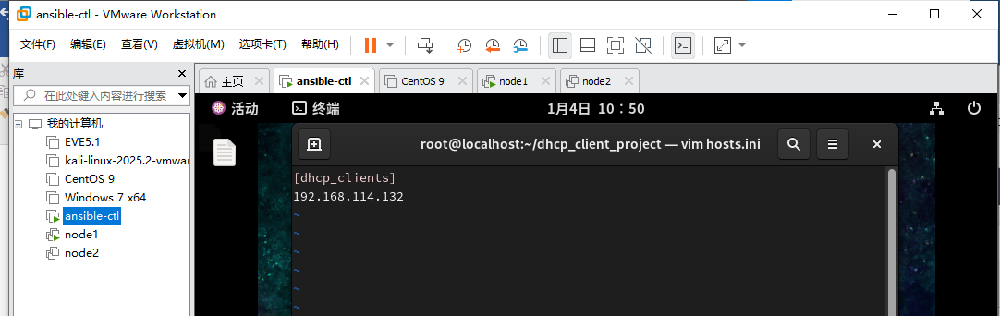 ansible-ctl - VMware Workstation
文件(F) 编辑(E) 查看(V) 虚拟机(M) 选项卡(T) 帮助(H)
库
在此处键入内容进行搜索
我的计算机
EVE5.1
kali-linux-2025.2-vmwar
CentOS 9
Windows 7 x64
ansible-ctl
node1
node2
主页 ansible-ctl CentOS 9 node1 node2
活动 终端 1月4日 10：50
root@localhost:~/dhcp_client_project — vim hosts.ini
[dhcp_clients]
192.168.114.132
~
~
~
~
~
~